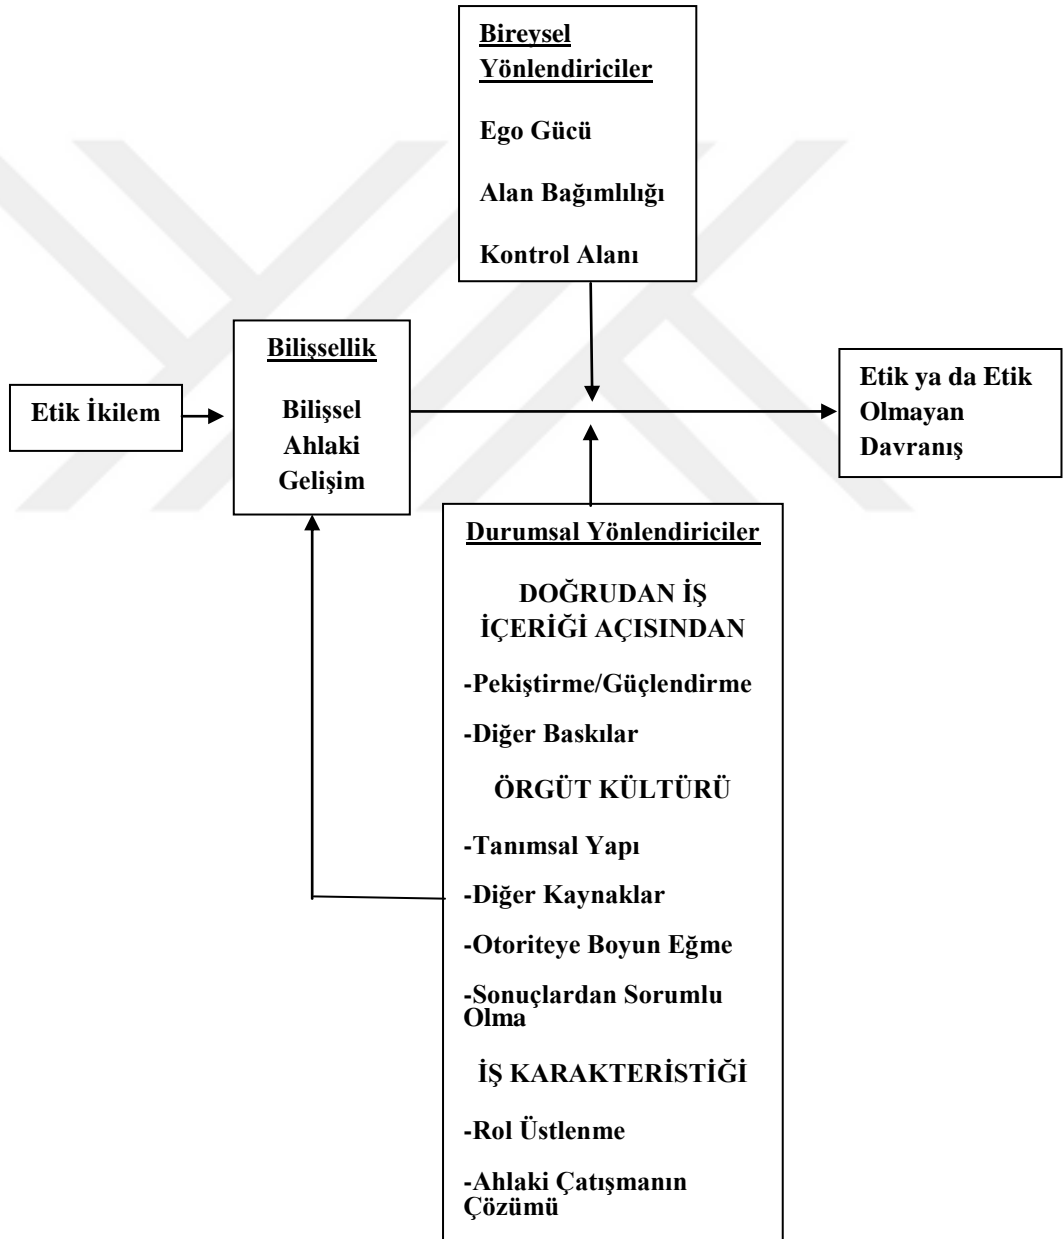 Bireysel
Yönlendiriciler
Ego Gücü
Alan Bağımlılığı
Kontrol Alanı
Etik İkilem
Bilişsellik
Bilişsel
Ahlaki
Gelişim
Etik ya da Etik
Olmayan
Davranış
Durumsal Yönlendiriciler
DOĞRUDAN İŞ
İÇERİĞİ AÇISINDAN
-Pekiştirme/Güçlendirme
-Diğer Baskılar
ÖRGÜT KÜLTÜRÜ
-Tanımsal Yapı
-Diğer Kaynaklar
-Otoriteye Boyun Eğme
-Sonuçlardan Sorumlu
Olma
İŞ KARAKTERİSTİĞİ
-Rol Üstlenme
-Ahlaki Çatışmanın
Çözümü